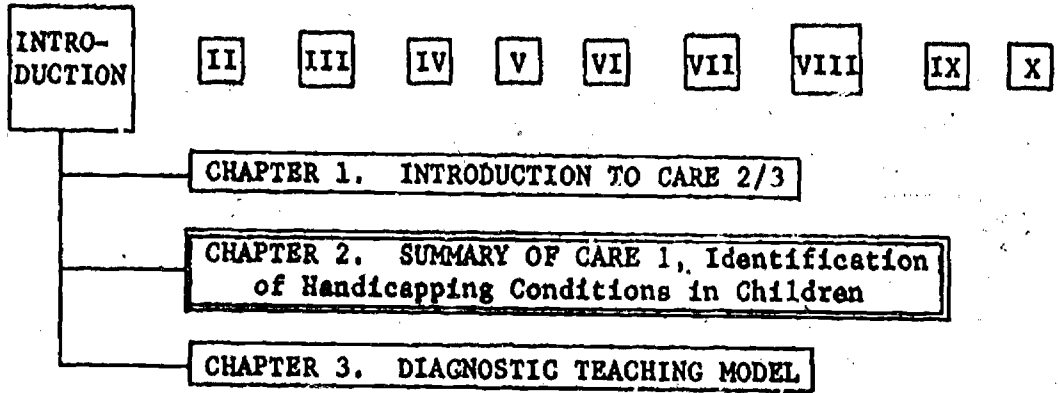 INTRO-
DUCTION
II III IV V VI VII VIII IX X
CHAPTER 1. INTRODUCTION TO CARE 2/3
CHAPTER 2. SUMMARY OF CARE 1, Identification
of Handicapping Conditions in Children
CHAPTER 3. DIAGNOSTIC TEACHING MODEL